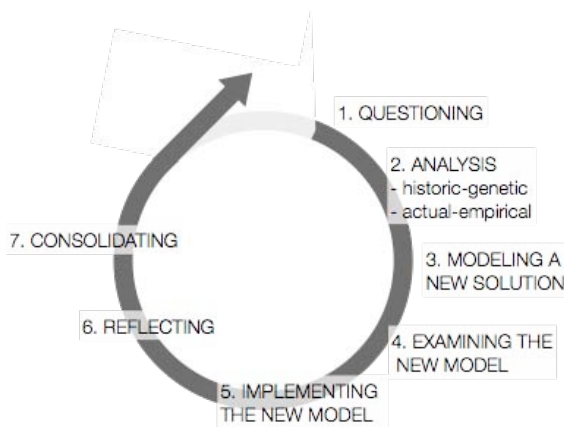 1. QUESTIONING
2. ANALYSIS
- historic-genetic
- actual-empirical
3. MODELING A
NEW SOLUTION
4. EXAMINING THE
NEW MODEL
5. IMPLEMENTING
THE NEW MODEL
6. REFLECTING
7. CONSOLIDATING